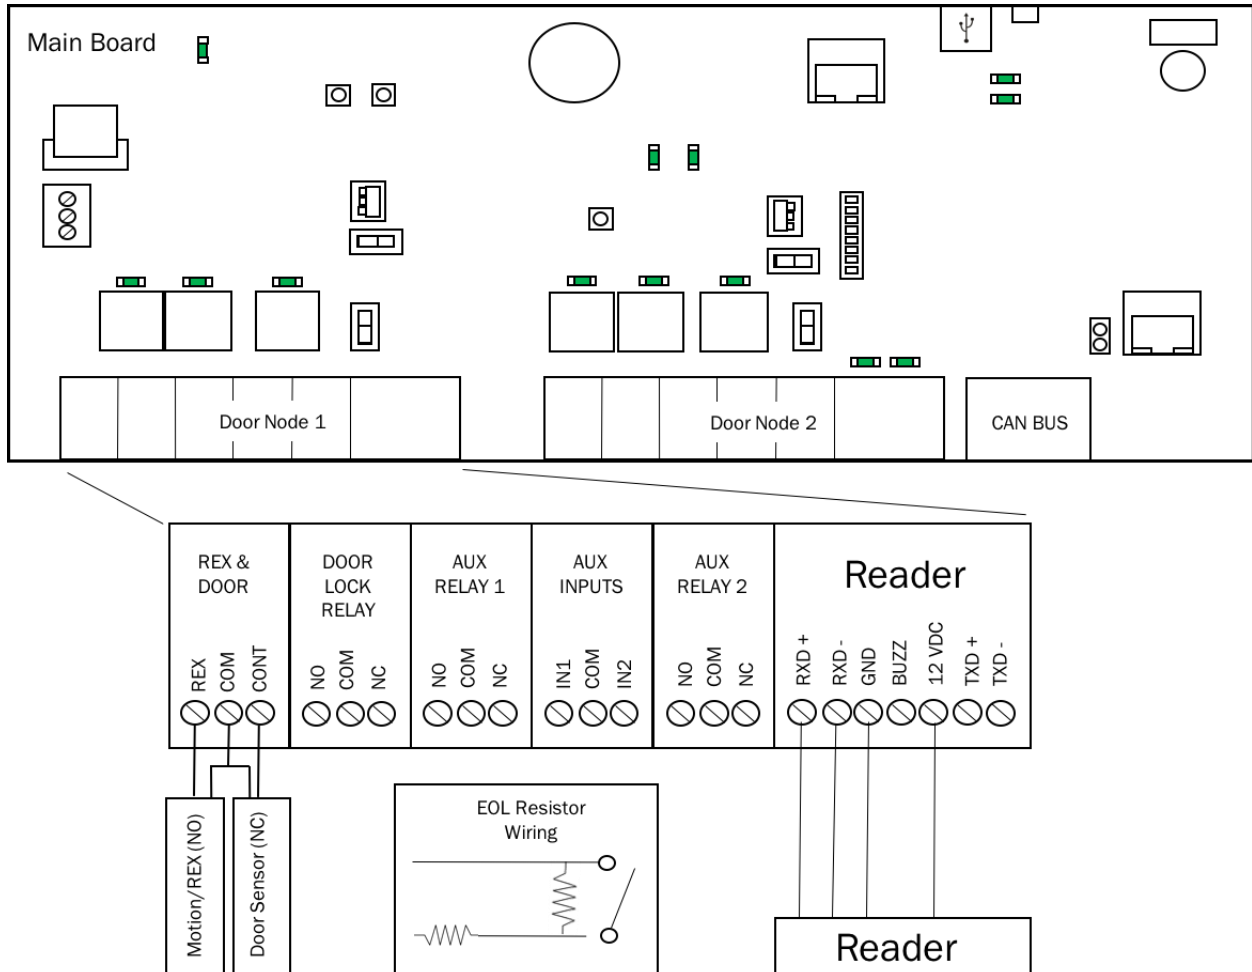 Main Board
Door Node 1
Door Node 2
CAN BUS
REX &
DOOR
REX
COM
CONT
DOOR
LOCK
RELAY
NO
COM
NC
AUX
RELAY 1
NO
COM
NC
AUX
INPUTS
IN1
COM
IN2
AUX
RELAY 2
NO
COM
NC
Reader
RXD +
RXD -
GND
BUZZ
12 VDC
TXD +
TXD -
Motion/REX (NO)
Door Sensor (NC)
EOL Resistor
Wiring
Reader